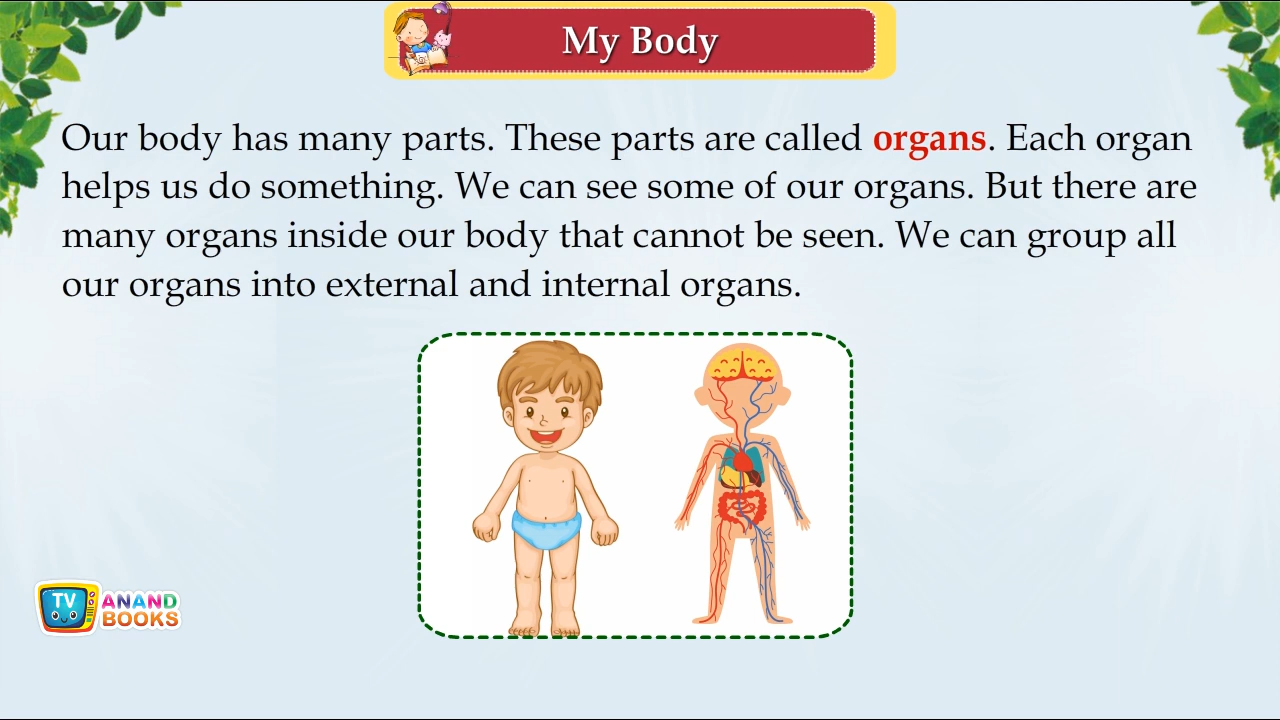 My Body
Our body has many parts. These parts are called organs. Each organ
helps us do something. We can see some of our organs. But there are
many organs inside our body that cannot be seen. We can group all
our organs into external and internal organs.
TV
ANAND
BOOKS